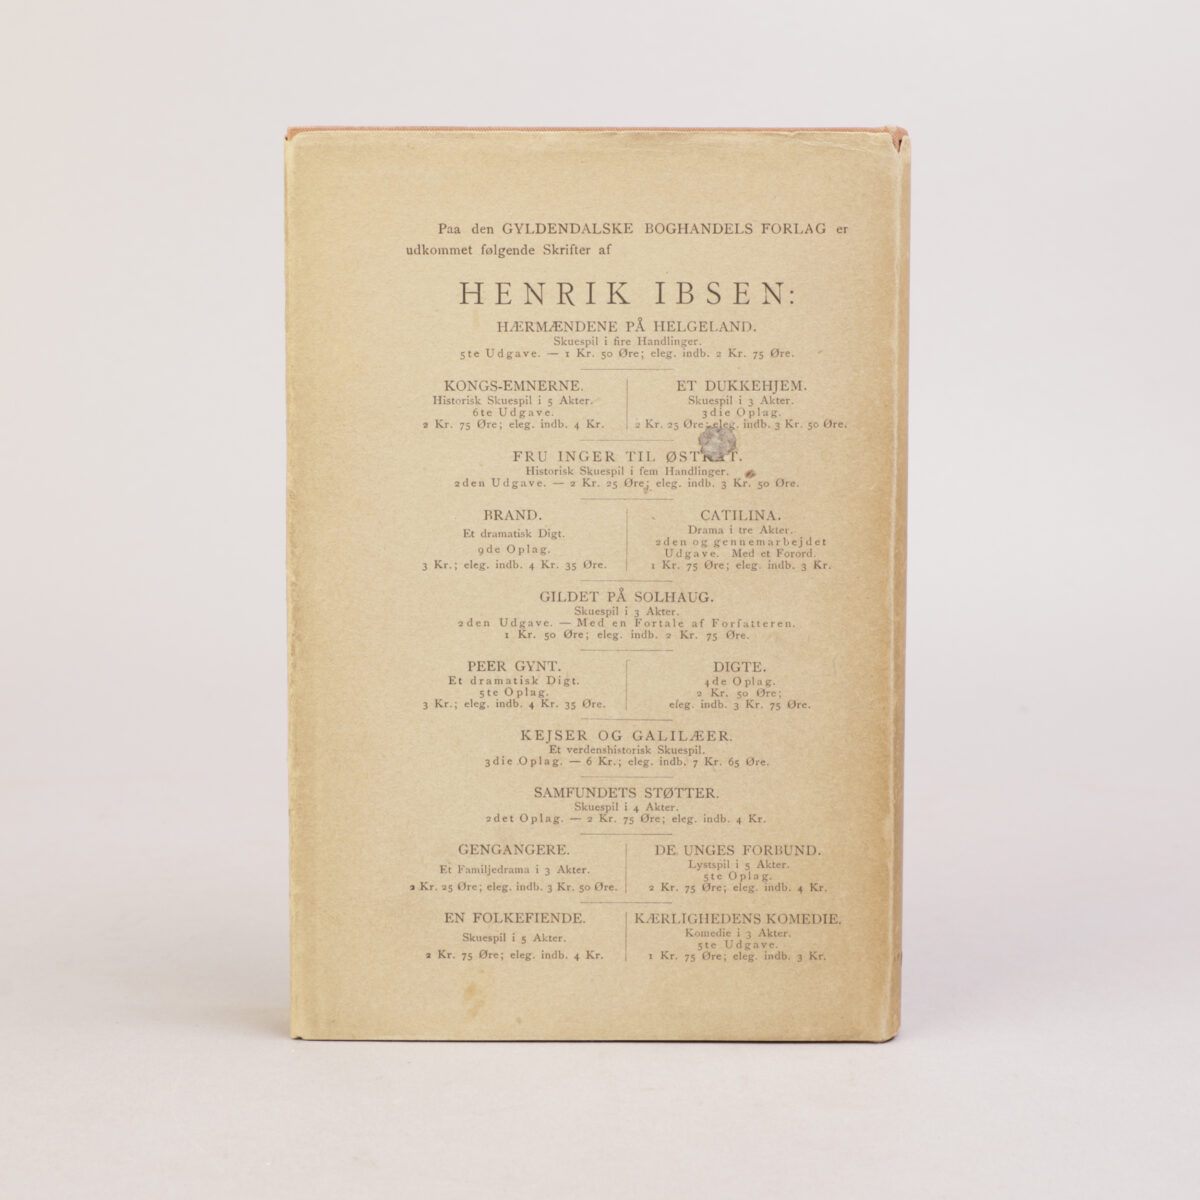 Paa den GYLDENDALSKE BOGHANDELS FORLAG er
udkommet følgende Skrifter af
HENRIK IBSEN:
HÆRMÆNDENE PÅ HELGELAND.
Skuespil i fire Handlinger.
5te Udgave. — 1 Kr. 50 Øre; eleg. indb. 2 Kr. 75 Øre.
KONGS-EMNERNE.
Historisk Skuespil i 5 Akter.
6te Udgave.
2 Kr. 75 Øre; eleg. indb. 4 Kr.
ET DUKKEHJEM.
Skuespil i 3 Akter.
3die Oplag.
2 Kr. 25 Øre; eleg. indb. 3 Kr. 50 Øre.
FRU INGER TIL ØSTRÅT.
Historisk Skuespil i fem Handlinger.
2den Udgave. — 2 Kr. 25 Øre; eleg. indb. 3 Kr. 50 Øre.
BRAND.
Et dramatisk Digt.
9de Oplag.
3 Kr.; eleg. indb. 4 Kr. 35 Øre.
CATILINA.
Drama i tre Akter.
2den og gennemarbejdet
Udgave. Med et Forord.
1 Kr. 75 Øre; eleg. indb. 3 Kr.
GILDET PÅ SOLHAUG.
Skuespil i 3 Akter.
2den Udgave. — Med en Fortale af Forfatteren.
1 Kr. 50 Øre; eleg. indb. 2 Kr. 75 Øre.
PEER GYNT.
Et dramatisk Digt.
5te Oplag.
3 Kr.; eleg. indb. 4 Kr. 35 Øre.
DIGTE.
4de Oplag.
2 Kr. 50 Øre;
eleg. indb. 3 Kr. 75 Øre.
KEJSER OG GALILÆER.
Et verdenshistorisk Skuespil.
3die Oplag. — 6 Kr.; eleg. indb. 7 Kr. 65 Øre.
SAMFUNDETS STØTTER.
Skuespil i 4 Akter.
2det Oplag. — 2 Kr. 75 Øre; eleg. indb. 4 Kr.
GENGANGERE.
Et Familjedrama i 3 Akter.
2 Kr. 25 Øre; eleg. indb. 3 Kr. 50 Øre.
DE UNGES FORBUND.
Lystspil i 5 Akter.
5te Oplag.
2 Kr. 75 Øre; eleg. indb. 4 Kr.
EN FOLKEFIENDE.
Skuespil i 5 Akter.
2 Kr. 75 Øre; eleg. indb. 4 Kr.
KÆRLIGHEDENS KOMEDIE.
Komedie i 3 Akter.
5te Udgave.
1 Kr. 75 Øre; eleg. indb. 3 Kr.